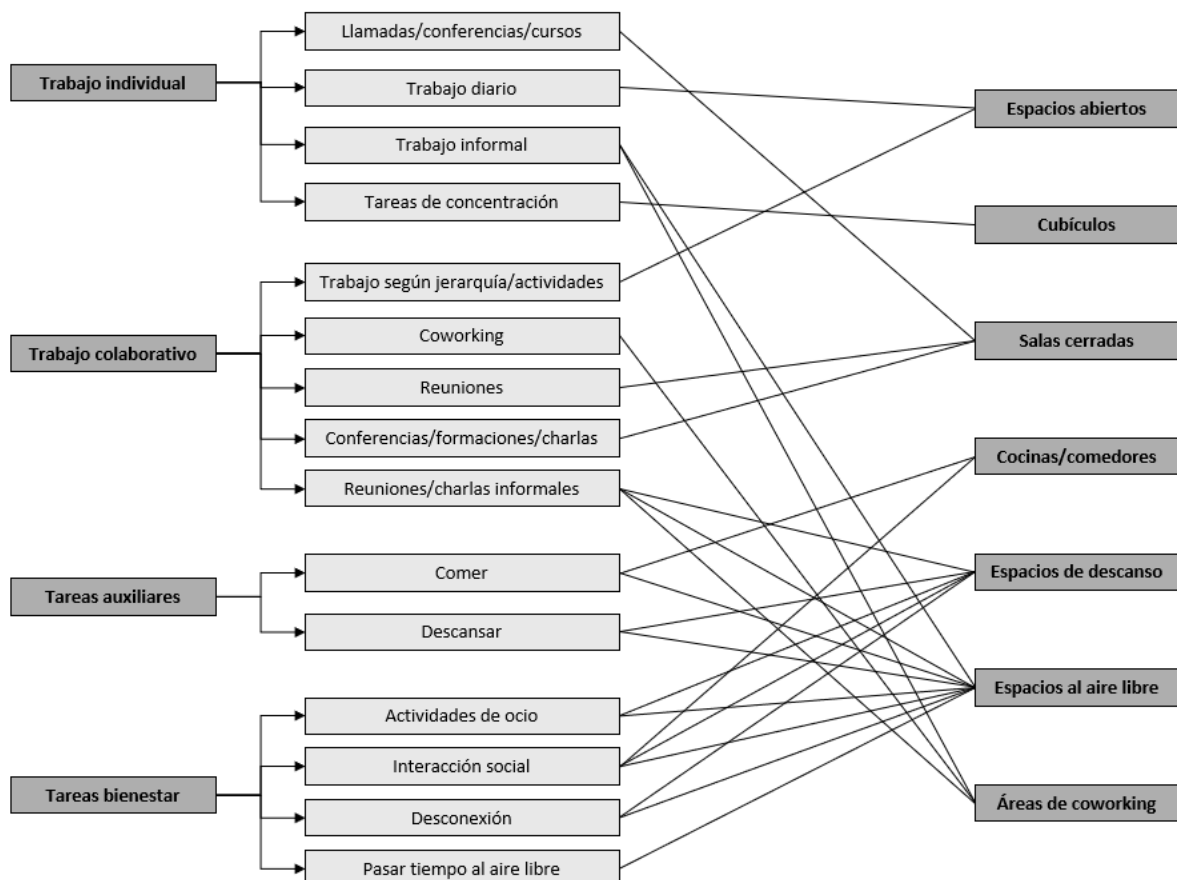 Trabajo individual
Llamadas/conferencias/cursos
Trabajo diario
Trabajo informal
Tareas de concentración
Trabajo colaborativo
Trabajo según jerarquía/actividades
Coworking
Reuniones
Conferencias/formaciones/charlas
Reuniones/charlas informales
Tareas auxiliares
Comer
Descansar
Tareas bienestar
Actividades de ocio
Interacción social
Desconexión
Pasar tiempo al aire libre
Espacios abiertos
Cubículos
Salas cerradas
Cocinas/comedores
Espacios de descanso
Espacios al aire libre
Áreas de coworking